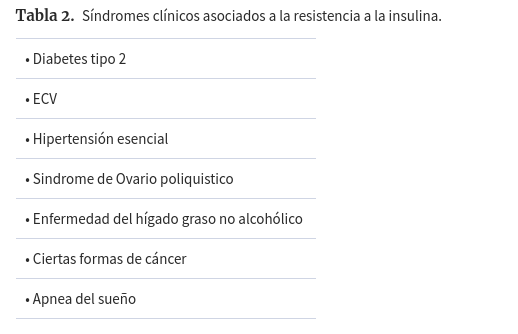 Tabla 2. Síndromes clínicos asociados a la resistencia a la insulina.
• Diabetes tipo 2
• ECV
• Hipertensión esencial
• Sindrome de Ovario poliquistico
• Enfermedad del hígado graso no alcohólico
• Ciertas formas de cáncer
• Apnea del sueño